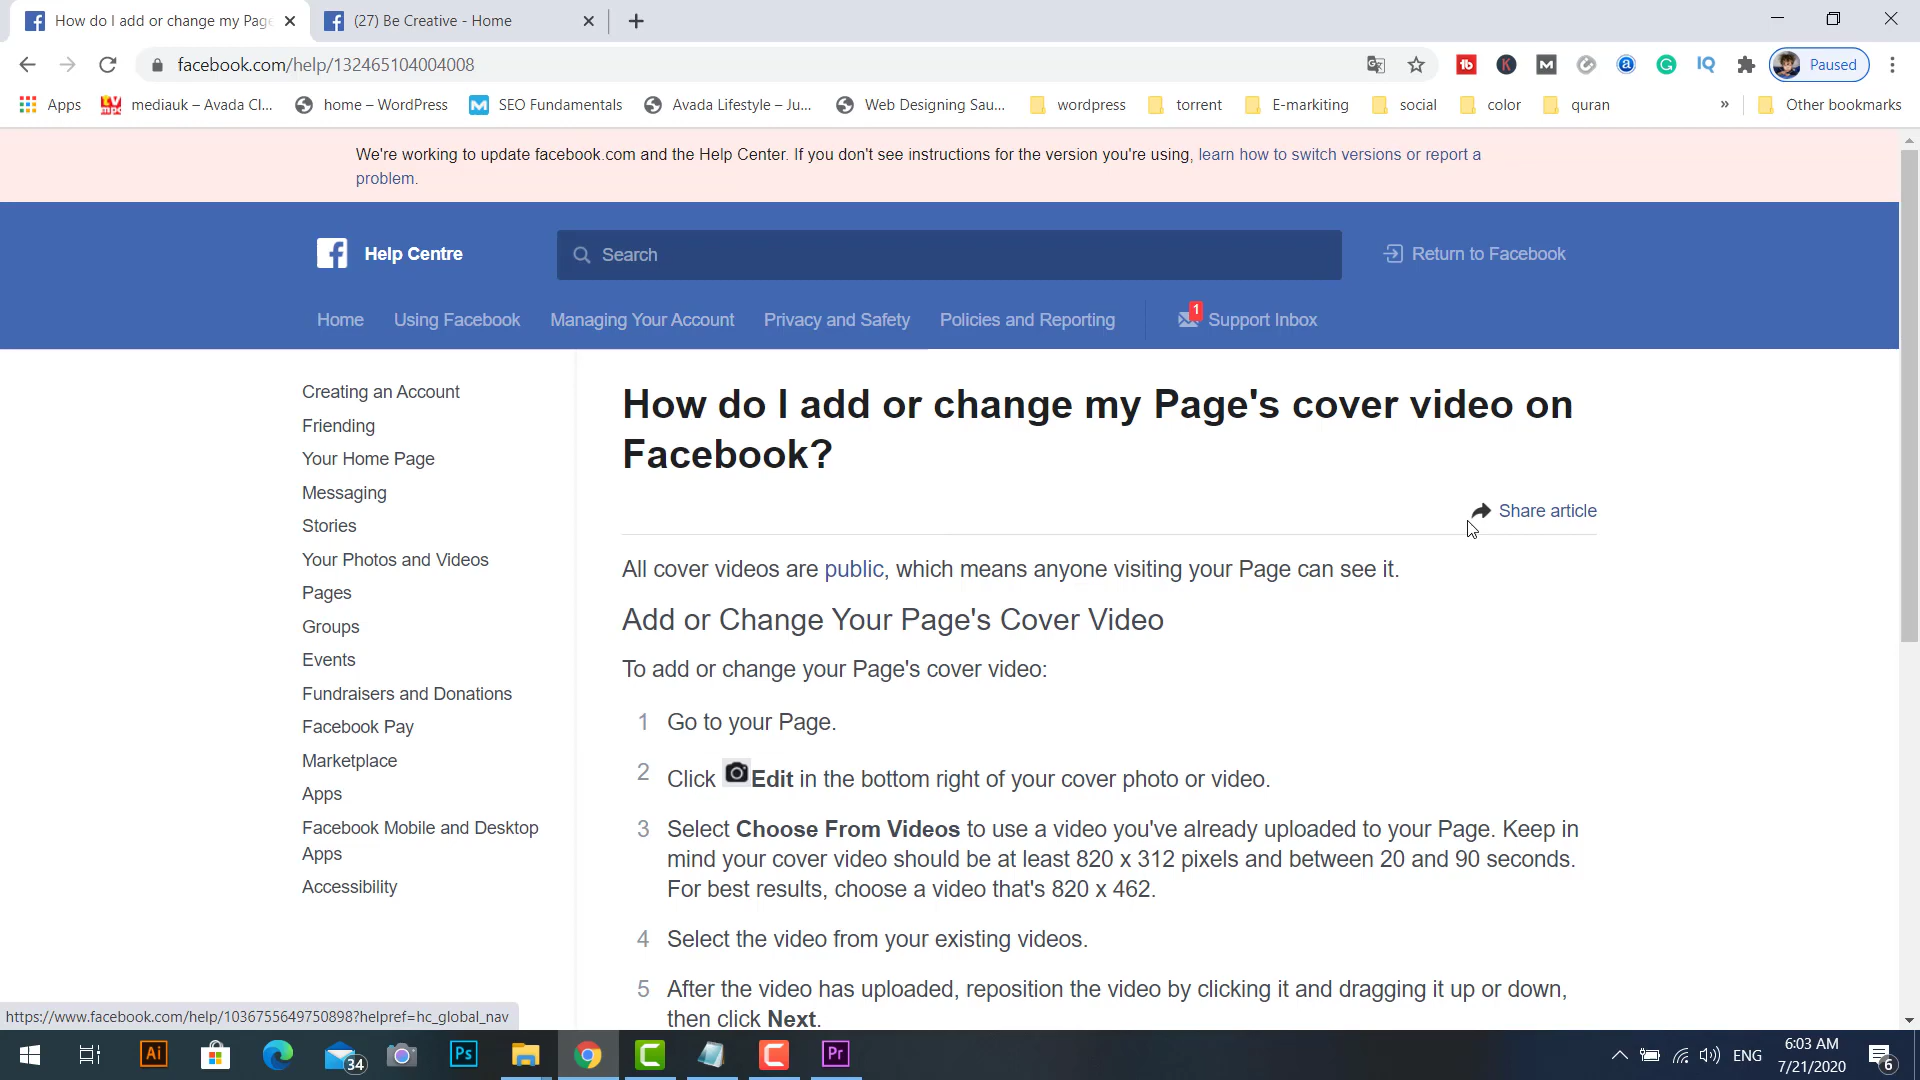 How do I add or change my Page
(27) Be Creative - Home
facebook.com/help/132465104004008
Paused
Apps
mediauk – Avada Cl...
home – WordPress
SEO Fundamentals
Avada Lifestyle – Ju...
Web Designing Sau...
wordpress
torrent
E-markiting
social
color
quran
»
Other bookmarks
We're working to update facebook.com and the Help Center. If you don't see instructions for the version you're using, learn how to switch versions or report a
problem.
Help Centre
Search
Return to Facebook
Home
Using Facebook
Managing Your Account
Privacy and Safety
Policies and Reporting
1
Support Inbox
Creating an Account
Friending
Your Home Page
Messaging
Stories
Your Photos and Videos
Pages
Groups
Events
Fundraisers and Donations
Facebook Pay
Marketplace
Apps
Facebook Mobile and Desktop
Apps
Accessibility
How do I add or change my Page's cover video on
Facebook?
Share article
All cover videos are public, which means anyone visiting your Page can see it.
Add or Change Your Page's Cover Video
To add or change your Page's cover video:
1 Go to your Page.
2 Click Edit in the bottom right of your cover photo or video.
3 Select Choose From Videos to use a video you've already uploaded to your Page. Keep in
mind your cover video should be at least 820 x 312 pixels and between 20 and 90 seconds.
For best results, choose a video that's 820 x 462.
4 Select the video from your existing videos.
5 After the video has uploaded, reposition the video by clicking it and dragging it up or down,
then click Next.
https://www.facebook.com/help/1036755649750898?helpref=hc_global_nav
Ai
34
Ps
Pr
ENG
6:03 AM
7/21/2020
6